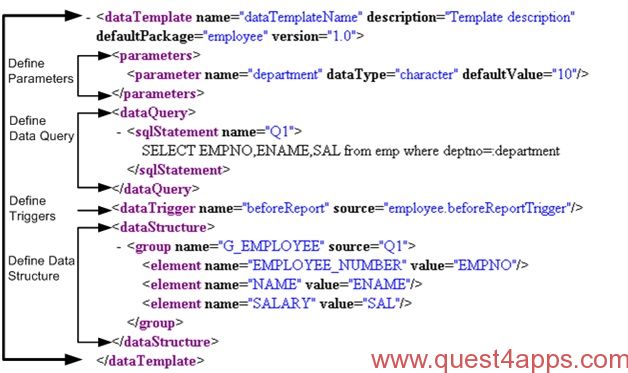 - <dataTemplate name="dataTemplateName" description="Template description"
defaultPackage="employee" version="1.0">
Define
Parameters
- <parameters>
<parameter name="department" dataType="character" defaultValue="10"/>
</parameters>
Define
Data Query
<dataQuery>
- <sqlStatement name="Q1">
SELECT EMPNO,ENAME,SAL from emp where deptno=:department
</sqlStatement>
</dataQuery>
Define
Triggers
<dataTrigger name="beforeReport" source="employee.beforeReportTrigger"/>
Define Data
Structure
<dataStructure>
- <group name="G_EMPLOYEE" source="Q1">
<element name="EMPLOYEE_NUMBER" value="EMPNO"/>
<element name="NAME" value="ENAME"/>
<element name="SALARY" value="SAL"/>
</group>
</dataStructure>
</dataTemplate>
www.quest4apps.com